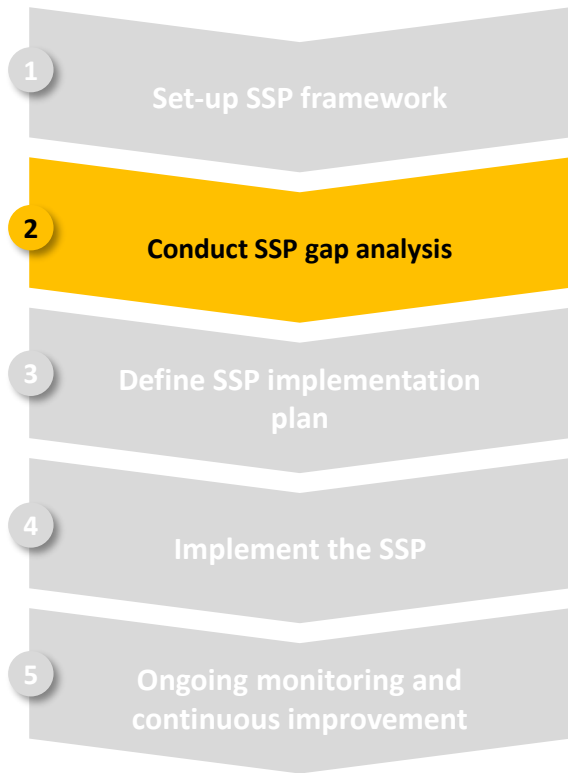 1
Set-up SSP framework
2
Conduct SSP gap analysis
3
Define SSP implementation
plan
4
Implement the SSP
5
Ongoing monitoring and
continuous improvement